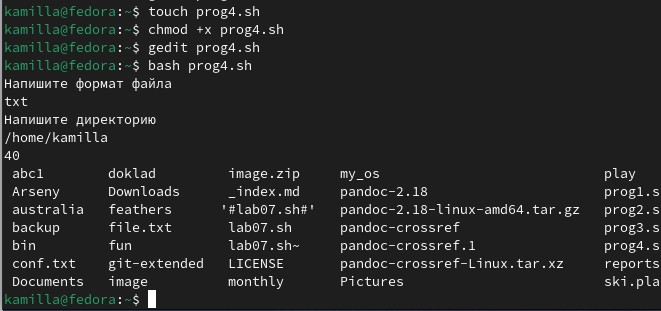 kamilla@fedora:~$ touch prog4.sh
kamilla@fedora:~$ chmod +x prog4.sh
kamilla@fedora:~$ gedit prog4.sh
kamilla@fedora:~$ bash prog4.sh
Напишите формат файла
txt
Напишите директорию
/home/kamilla
40
abc1 doklad image.zip my_os play
Arseny Downloads _index.md pandoc-2.18 prog1.s
australia feathers '#lab07.sh#' pandoc-2.18-linux-amd64.tar.gz prog2.s
backup file.txt lab07.sh pandoc-crossref prog3.s
bin fun lab07.sh~ pandoc-crossref.1 prog4.s
conf.txt git-extended LICENSE pandoc-crossref-Linux.tar.xz reports
Documents image monthly Pictures ski.pla
kamilla@fedora:~$